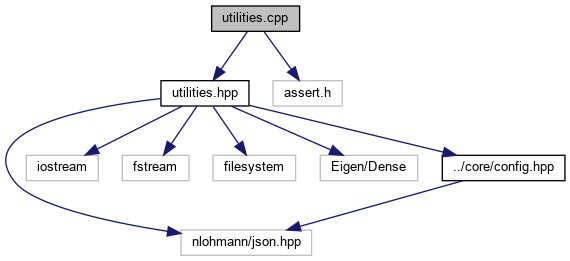 utilities.cpp
utilities.hpp
assert.h
iostream
fstream
filesystem
Eigen/Dense
../core/config.hpp
nlohmann/json.hpp